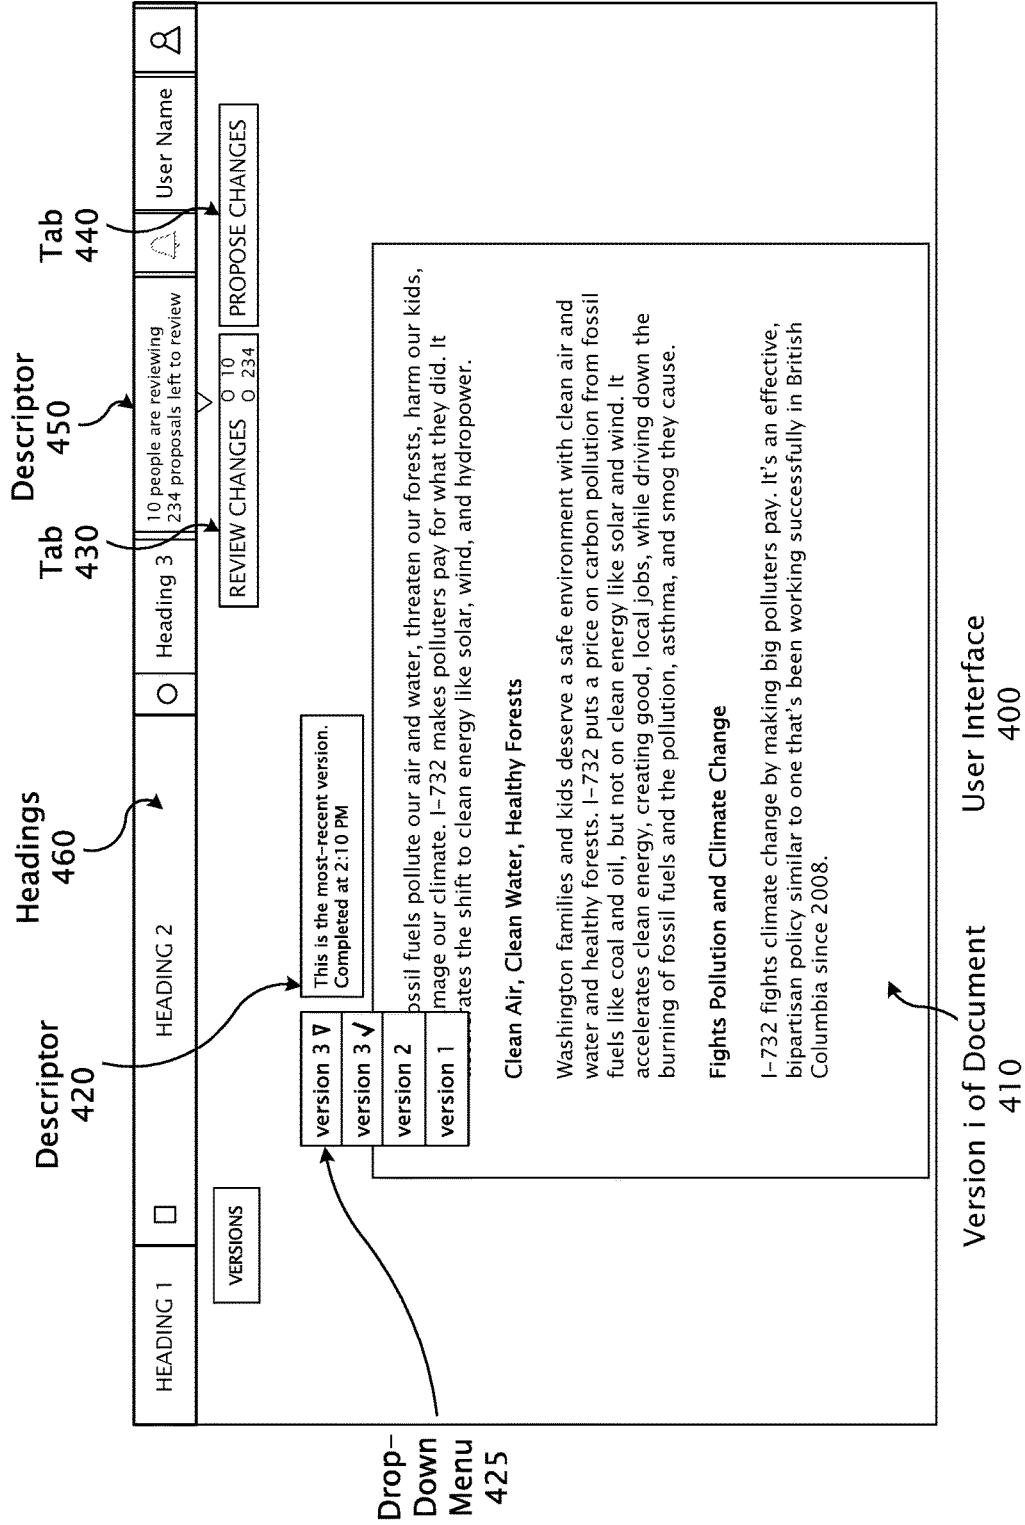 Headings
460
Descriptor
450
Tab
430
Tab
440
Descriptor
420
HEADING 1
HEADING 2
Heading 3
10 people are reviewing
234 proposals left to review
User Name
VERSIONS
REVIEW CHANGES
10
234
PROPOSE CHANGES
version 3
version 3 ✓
version 2
version 1
This is the most-recent version.
Completed at 2:10 PM
ossil fuels pollute our air and water, threaten our forests, harm our kids,
mage our climate. I-732 makes polluters pay for what they did. It
rates the shift to clean energy like solar, wind, and hydropower.
Clean Air, Clean Water, Healthy Forests
Washington families and kids deserve a safe environment with clean air and
water and healthy forests. I-732 puts a price on carbon pollution from fossil
fuels like coal and oil, but not on clean energy like solar and wind. It
accelerates clean energy, creating good, local jobs, while driving down the
burning of fossil fuels and the pollution, asthma, and smog they cause.
Fights Pollution and Climate Change
I-732 fights climate change by making big polluters pay. It's an effective,
bipartisan policy similar to one that's been working successfully in British
Columbia since 2008.
Drop-
Down
Menu
425
Version i of Document
410
User Interface
400